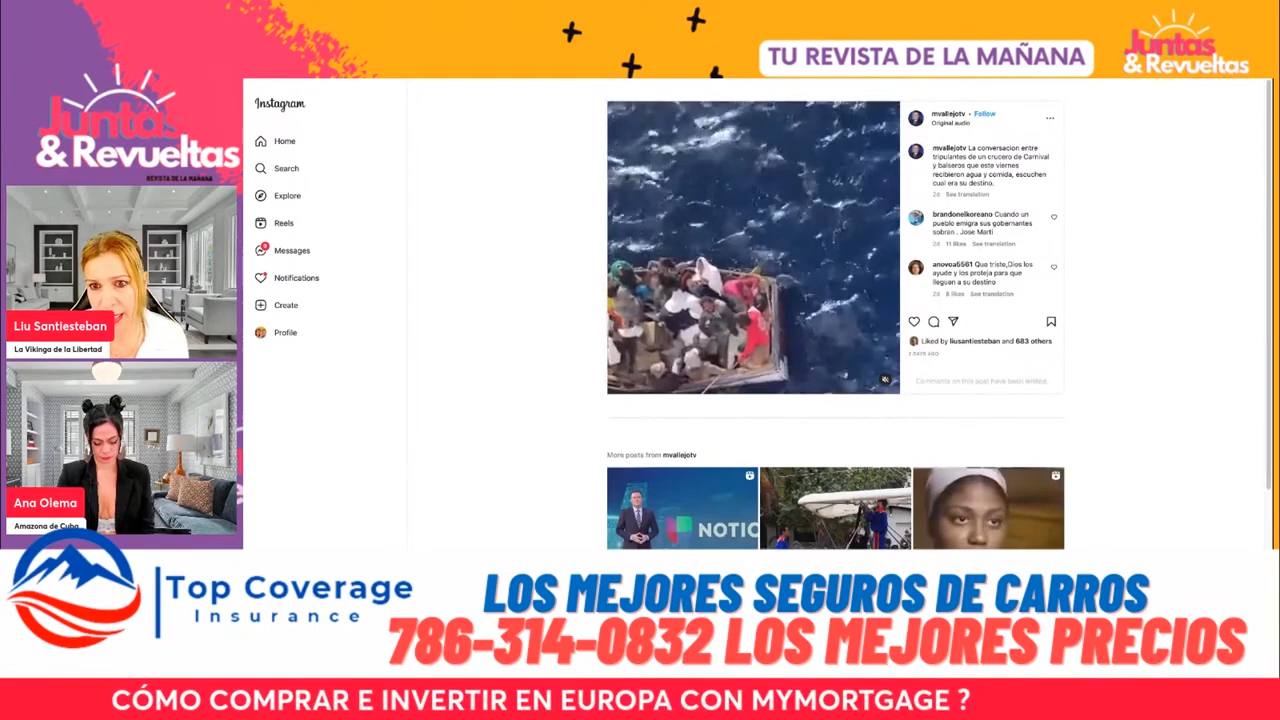 TU REVISTA DE LA MAÑANA
Juntas
& Revueltas
Juntas
& Revueltas
REVISTA DE LA MAÑANA
Liu Santiesteban
La Vikinga de la Libertad
Ana Olema
Amazona de Cuba
Instagram
Home
Search
Explore
Reels
Messages
Notifications
Create
Profile
mvallejotv • Follow
Original audio
mvallejotv La conversacion entre
tripulantes de un crucero de Carnival
y balseros que este viernes
recibieron agua y comida, escuchen
cual era su destino.
2d See translation
brandonelkoreano Cuando un
pueblo emigra sus gobernantes
sobran . Jose Marti
2d 11 likes See translation
anovoa5561 Que triste,Dios los
ayude y los proteja para que
lleguen a su destino
2d 8 likes See translation
Liked by liusantiesteban and 683 others
2 DAYS AGO
Comments on this post have been limited.
More posts from mvallejotv
NOTIC
Top Coverage
Insurance
LOS MEJORES SEGUROS DE CARROS
786-314-0832 LOS MEJORES PRECIOS
CÓMO COMPRAR E INVERTIR EN EUROPA CON MYMORTGAGE ?